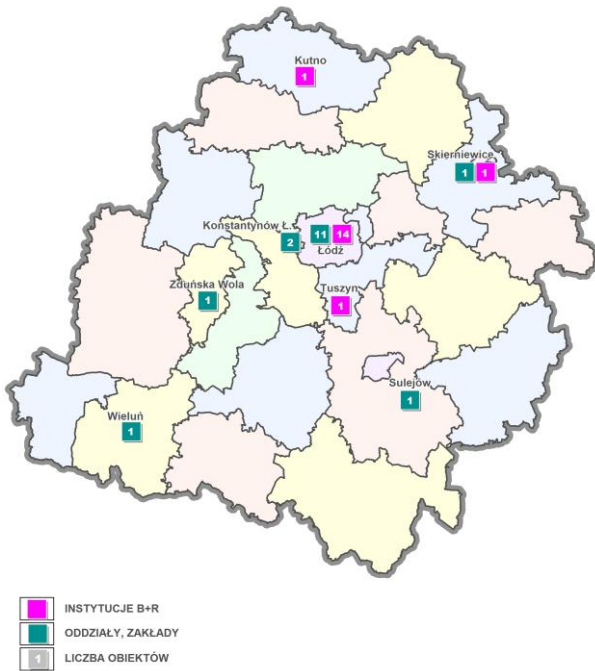 Kutno
1
Skierniewice
1 1
Konstantynów Ł.
2
11 14
Łódź
Zduńska Wola
1
Tuszyn
1
Sulejów
1
Wieluń
1
INSTYTUCJE B+R
ODDZIAŁY, ZAKŁADY
1 LICZBA OBIEKTÓW